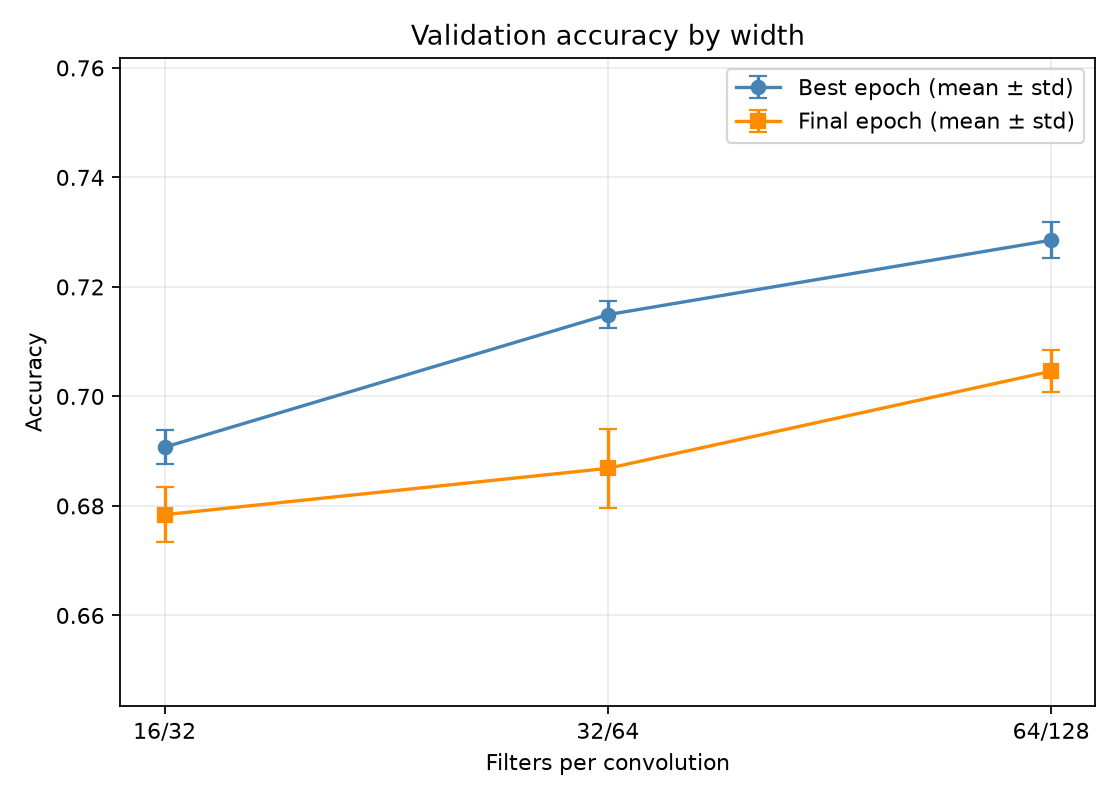 Validation accuracy by width
Best epoch (mean ± std)
Final epoch (mean ± std)
0.76
0.74
0.72
0.70
0.68
0.66
Accuracy
16/32
32/64
64/128
Filters per convolution